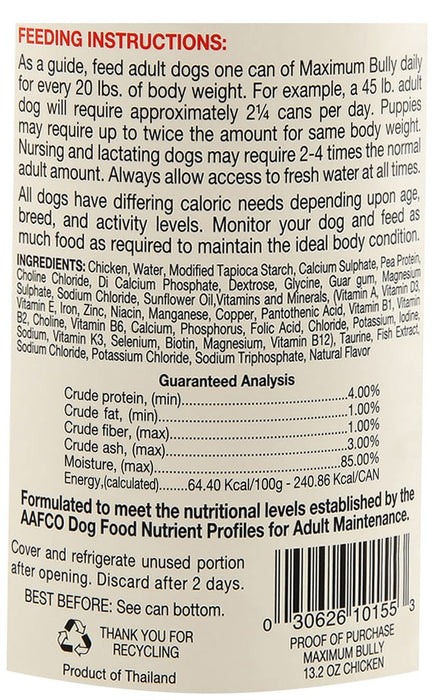 FEEDING INSTRUCTIONS:
As a guide, feed adult dogs one can of Maximum Bully daily
for every 20 lbs. of body weight. For example, a 45 lb. adult
dog will require approximately 2¼ cans per day. Puppies
may require up to twice the amount for same body weight.
Nursing and lactating dogs may require 2-4 times the normal
adult amount. Always allow access to fresh water at all times.
All dogs have differing caloric needs depending upon age,
breed, and activity levels. Monitor your dog and feed as
much food as required to maintain the ideal body condition.
INGREDIENTS: Chicken, Water, Modified Tapioca Starch, Calcium Sulphate, Pea Protein,
Choline Chloride, Di Calcium Phosphate, Dextrose, Glycine, Guar gum, Magnesium
Sulphate, Sodium Chloride, Sunflower Oil,Vitamins and Minerals, (Vitamin A, Vitamin D3,
Vitamin E, Iron, Zinc, Niacin, Manganese, Copper, Pantothenic Acid, Vitamin B1, Vitamin
B2, Choline, Vitamin B6, Calcium, Phosphorus, Folic Acid, Chloride, Potassium, Iodine,
Sodium, Vitamin K3, Selenium, Biotin, Magnesium, Vitamin B12), Taurine, Fish Extract,
Sodium Chloride, Potassium Chloride, Sodium Triphosphate, Natural Flavor
Guaranteed Analysis
Crude protein, (min)....................................4.00%
Crude fat, (min)..........................................1.00%
Crude fiber, (max).......................................1.00%
Crude ash, (max)........................................3.00%
Moisture, (max).........................................85.00%
Energy,(calculated).......64.40 Kcal/100g - 240.86 Kcal/CAN
Formulated to meet the nutritional levels established by the
AAFCO Dog Food Nutrient Profiles for Adult Maintenance.
Cover and refrigerate unused portion
after opening. Discard after 2 days.
BEST BEFORE: See can bottom.
THANK YOU FOR
RECYCLING
Product of Thailand
0 30626 10155 3
PROOF OF PURCHASE
MAXIMUM BULLY
13.2 OZ CHICKEN